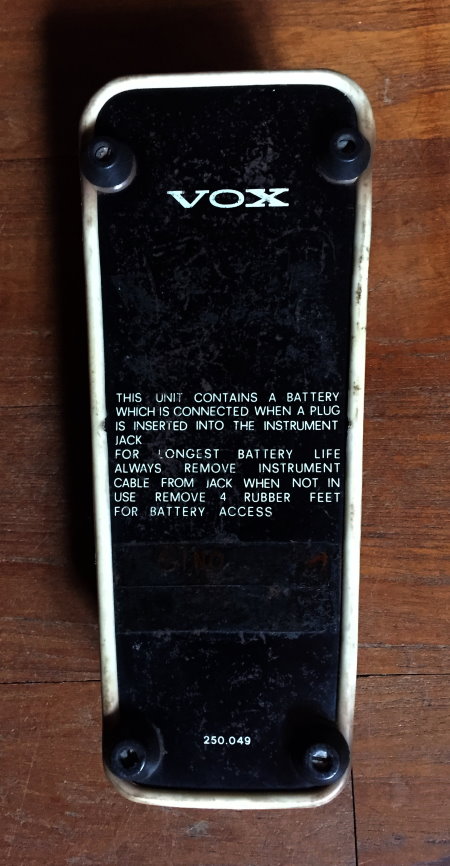 VOX
THIS UNIT CONTAINS A BATTERY
WHICH IS CONNECTED WHEN A PLUG
IS INSERTED INTO THE INSTRUMENT
JACK
FOR LONGEST BATTERY LIFE
ALWAYS REMOVE INSTRUMENT
CABLE FROM JACK WHEN NOT IN
USE REMOVE 4 RUBBER FEET
FOR BATTERY ACCESS
250.049